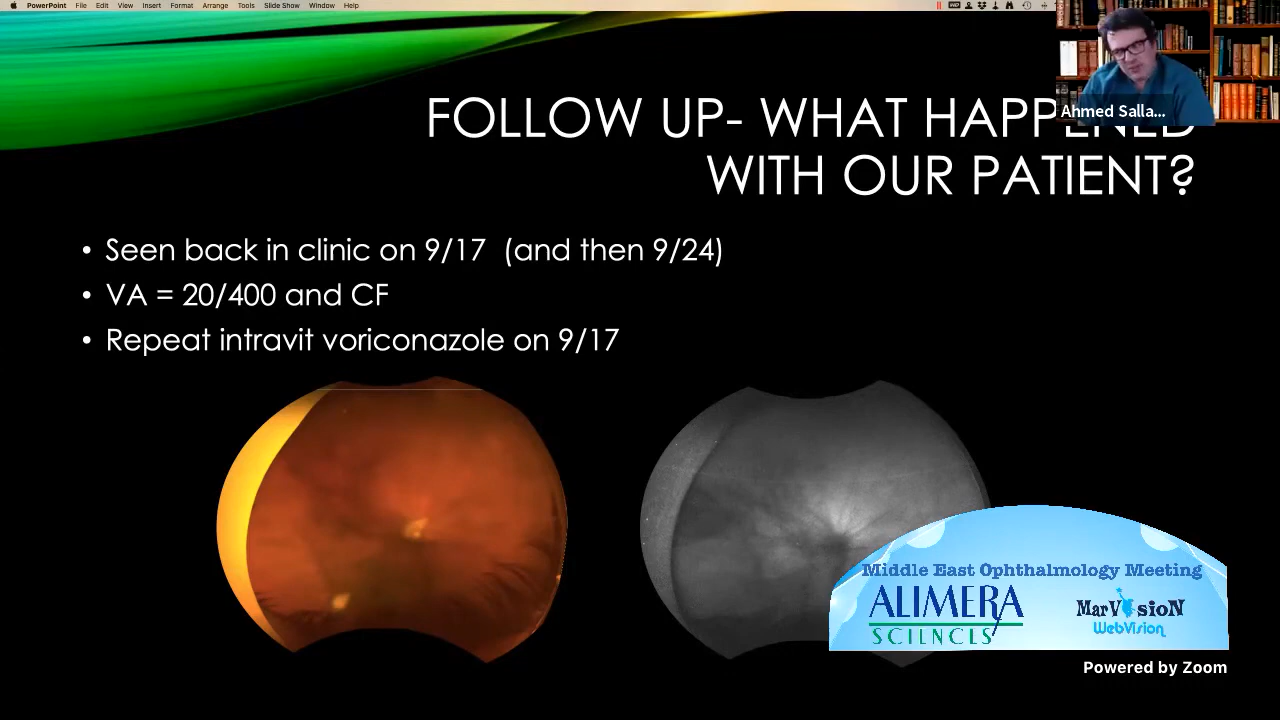 PowerPoint File Edit View Insert Format Arrange Tools Slide Show Window Help
Ahmed Salla...
FOLLOW UP- WHAT HAPPENED
WITH OUR PATIENT?
• Seen back in clinic on 9/17 (and then 9/24)
• VA = 20/400 and CF
• Repeat intravit voriconazole on 9/17
Middle East Ophthalmology Meeting
ALIMERA
SCIENCES
MarVision
WebVision
Powered by Zoom